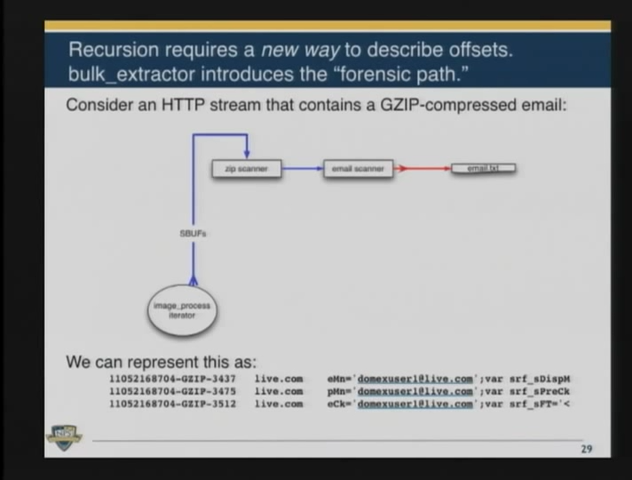 Recursion requires a new way to describe offsets.
bulk_extractor introduces the “forensic path.”
Consider an HTTP stream that contains a GZIP-compressed email:
zip scanner
email scanner
email.txt
SBUFs
image_process
iterator
We can represent this as:
11052168704-GZIP-3437 live.com eMn='domexuser1@live.com';var srf_sDispM
11052168704-GZIP-3475 live.com pMn='domexuser1@live.com';var srf_sPreCk
11052168704-GZIP-3512 live.com eCk='domexuser1@live.com';var srf_sFT='<
29